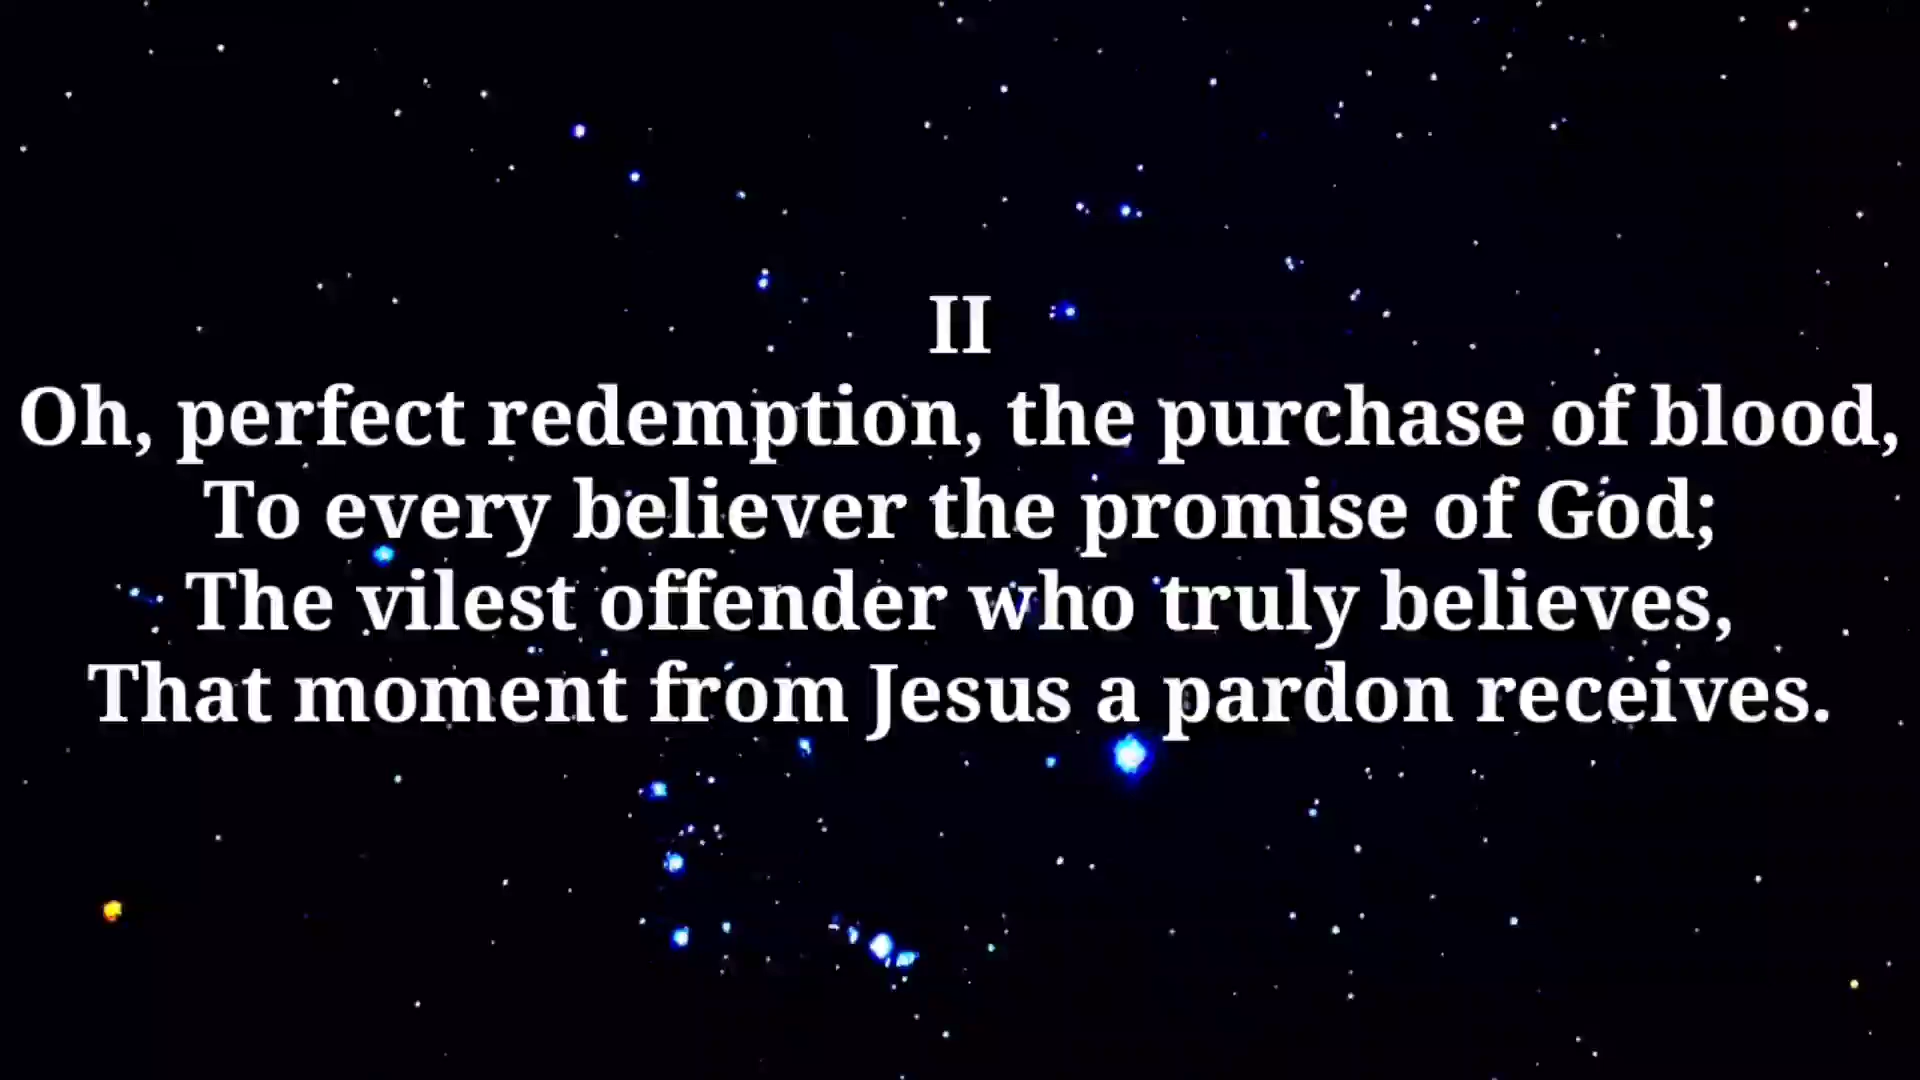 II
Oh, perfect redemption, the purchase of blood,
To every believer the promise of God;
The vilest offender who truly believes,
That moment from Jesus a pardon receives.